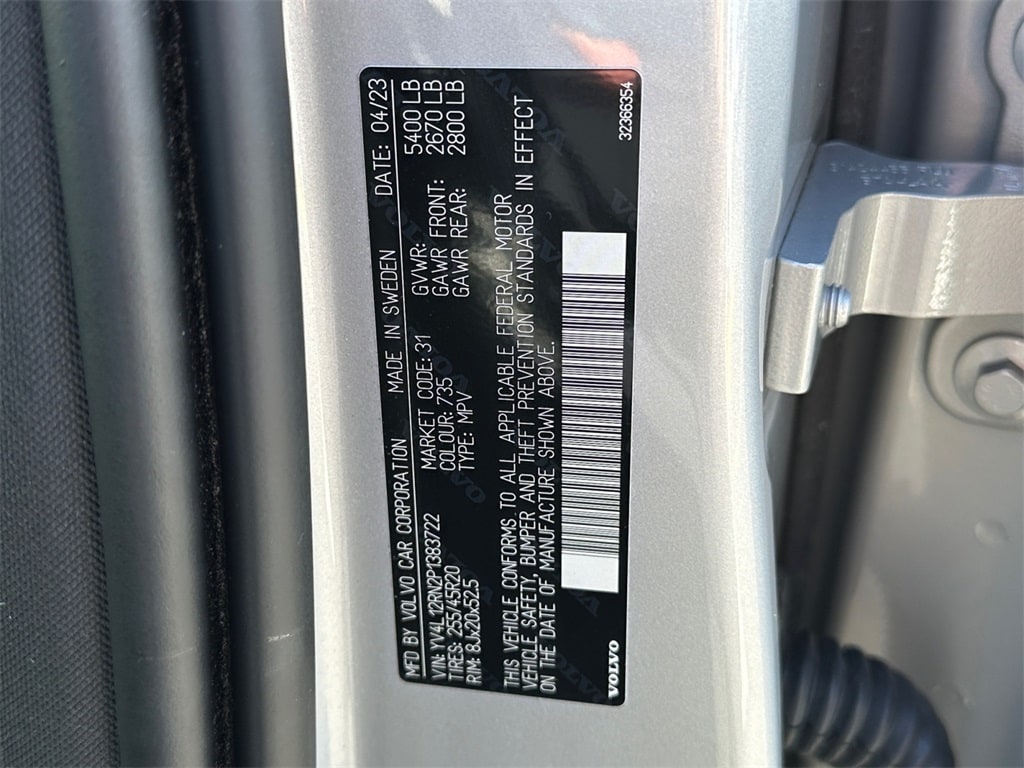 MFD BY VOLVO CAR CORPORATION MADE IN SWEDEN DATE: 04/23
VIN: YV4L12RN2P1383722 MARKET CODE: 31 GVWR: 5400 LB
TIRES: 255/45R20 COLOUR: 735 GAWR FRONT: 2670 LB
RIM: 8Jx20x52.5 TYPE: MPV GAWR REAR: 2800 LB
THIS VEHICLE CONFORMS TO ALL APPLICABLE FEDERAL MOTOR
VEHICLE SAFETY, BUMPER AND THEFT PREVENTION STANDARDS IN EFFECT
ON THE DATE OF MANUFACTURE SHOWN ABOVE.
VOLVO 32366354